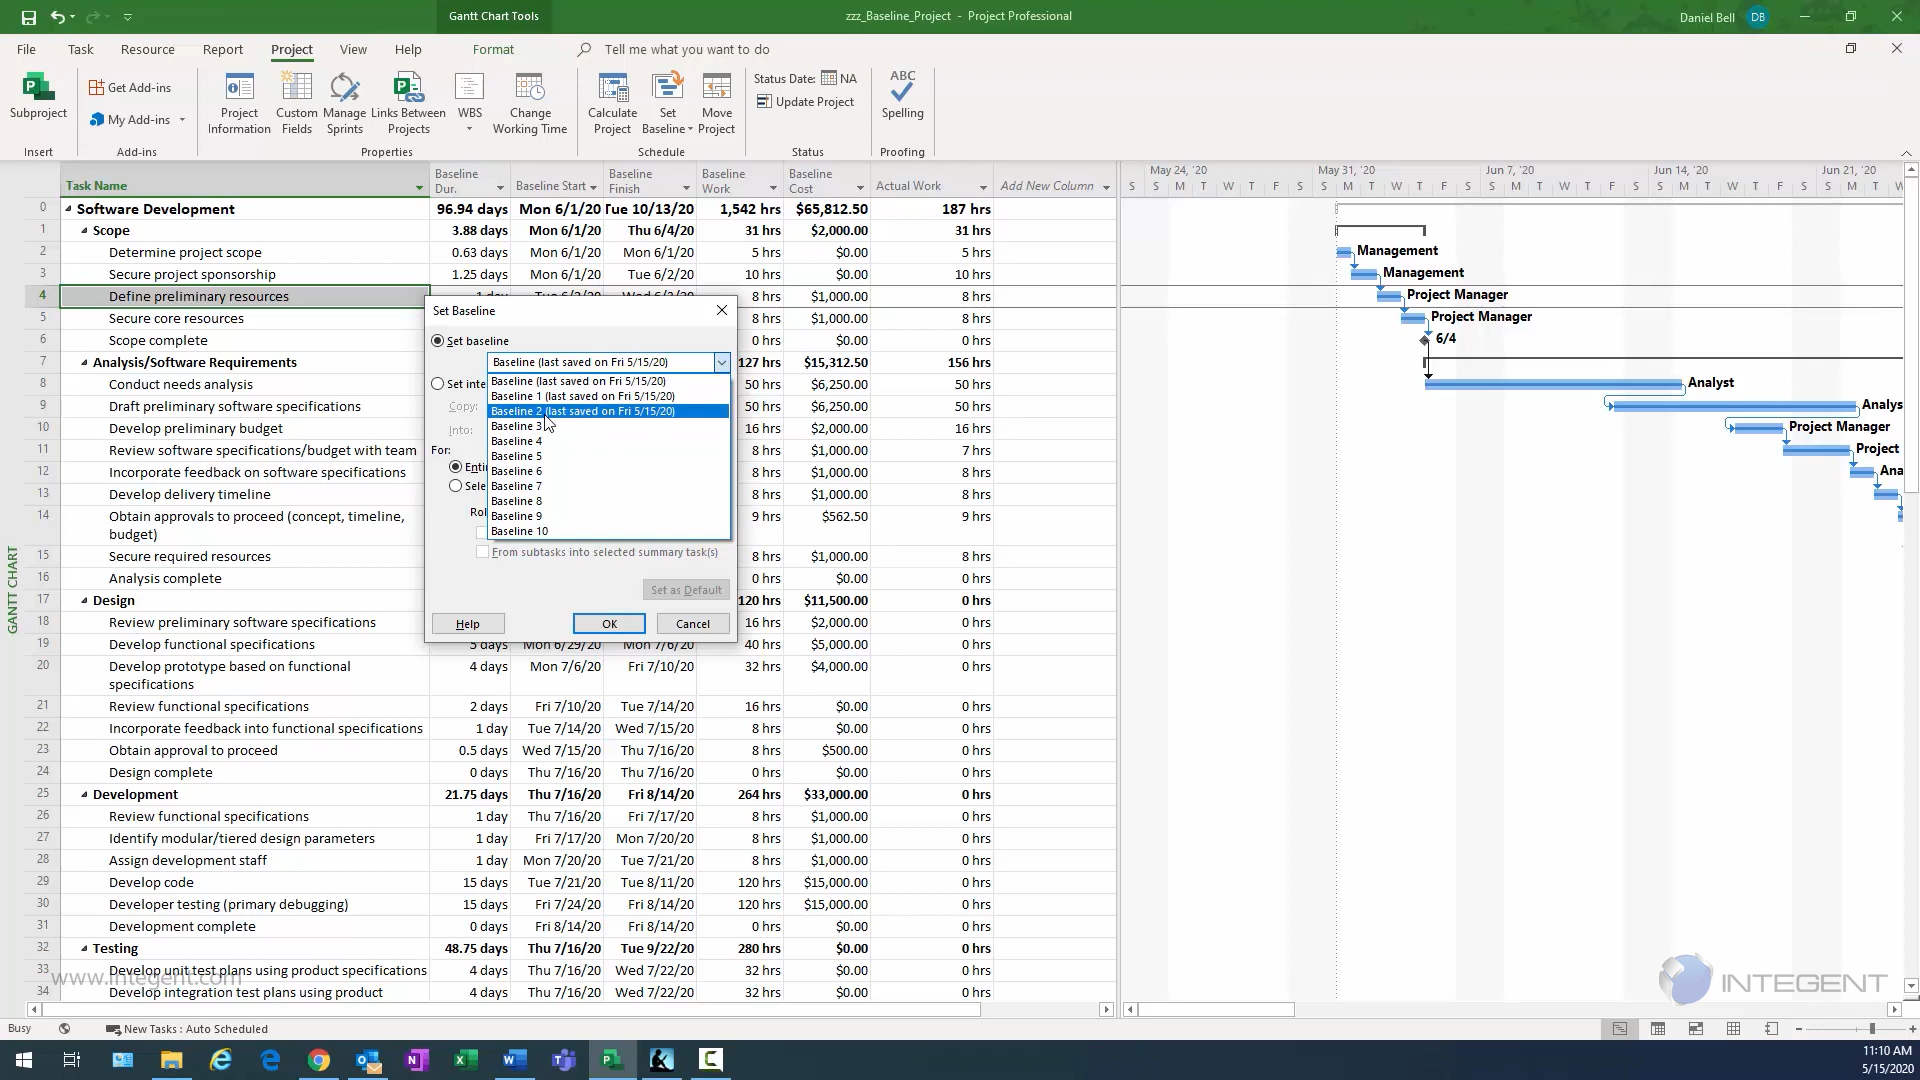 Gantt Chart Tools
zzz_Baseline_Project - Project Professional
Daniel Bell DB
File Task Resource Report Project View Help Format Tell me what you want to do
Subproject
Get Add-ins
My Add-ins
Project Information
Custom Fields
Manage Sprints
Links Between Projects
WBS
Change Working Time
Calculate Project
Set Baseline
Move Project
Status Date: NA
Update Project
ABC
Spelling
Insert Add-ins Properties Schedule Status Proofing
Task Name Baseline Dur. Baseline Start Baseline Finish Baseline Work Baseline Cost Actual Work Add New Column
May 24, '20 May 31, '20 Jun 7, '20 Jun 14, '20 Jun 21, '20
S S M T W T F S S M T W T F S S M T W T F S S M T W T F S S M T W
0 Software Development 96.94 days Mon 6/1/20 Tue 10/13/20 1,542 hrs $65,812.50 187 hrs
1 Scope 3.88 days Mon 6/1/20 Thu 6/4/20 31 hrs $2,000.00 31 hrs
2 Determine project scope 0.63 days Mon 6/1/20 Mon 6/1/20 5 hrs $0.00 5 hrs Management
3 Secure project sponsorship 1.25 days Mon 6/1/20 Tue 6/2/20 10 hrs $0.00 10 hrs Management
4 Define preliminary resources 8 hrs $1,000.00 8 hrs Project Manager
5 Secure core resources 8 hrs $1,000.00 8 hrs Project Manager
6 Scope complete 0 hrs $0.00 0 hrs 6/4
7 Analysis/Software Requirements 127 hrs $15,312.50 156 hrs
8 Conduct needs analysis 50 hrs $6,250.00 50 hrs Analyst
9 Draft preliminary software specifications 50 hrs $6,250.00 50 hrs Analys
10 Develop preliminary budget 16 hrs $2,000.00 16 hrs Project Manager
11 Review software specifications/budget with team 8 hrs $1,000.00 7 hrs Project
12 Incorporate feedback on software specifications 8 hrs $1,000.00 8 hrs Ana
13 Develop delivery timeline 8 hrs $1,000.00 8 hrs
14 Obtain approvals to proceed (concept, timeline, 9 hrs $562.50 9 hrs
budget)
15 Secure required resources 8 hrs $1,000.00 8 hrs
16 Analysis complete 0 hrs $0.00 0 hrs
17 Design 120 hrs $11,500.00 0 hrs
18 Review preliminary software specifications 16 hrs $2,000.00 0 hrs
19 Develop functional specifications 5 days Mon 6/29/20 Mon 7/6/20 40 hrs $5,000.00 0 hrs
20 Develop prototype based on functional 4 days Mon 7/6/20 Fri 7/10/20 32 hrs $4,000.00 0 hrs
specifications
21 Review functional specifications 2 days Fri 7/10/20 Tue 7/14/20 16 hrs $0.00 0 hrs
22 Incorporate feedback into functional specifications 1 day Tue 7/14/20 Wed 7/15/20 8 hrs $0.00 0 hrs
23 Obtain approval to proceed 0.5 days Wed 7/15/20 Thu 7/16/20 8 hrs $500.00 0 hrs
24 Design complete 0 days Thu 7/16/20 Thu 7/16/20 0 hrs $0.00 0 hrs
25 Development 21.75 days Thu 7/16/20 Fri 8/14/20 264 hrs $33,000.00 0 hrs
26 Review functional specifications 1 day Thu 7/16/20 Fri 7/17/20 8 hrs $1,000.00 0 hrs
27 Identify modular/tiered design parameters 1 day Fri 7/17/20 Mon 7/20/20 8 hrs $1,000.00 0 hrs
28 Assign development staff 1 day Mon 7/20/20 Tue 7/21/20 8 hrs $1,000.00 0 hrs
29 Develop code 15 days Tue 7/21/20 Tue 8/11/20 120 hrs $15,000.00 0 hrs
30 Developer testing (primary debugging) 15 days Fri 7/24/20 Fri 8/14/20 120 hrs $15,000.00 0 hrs
31 Development complete 0 days Fri 8/14/20 Fri 8/14/20 0 hrs $0.00 0 hrs
32 Testing 48.75 days Thu 7/16/20 Tue 9/22/20 280 hrs $0.00 0 hrs
33 Develop unit test plans using product specifications 4 days Thu 7/16/20 Wed 7/22/20 32 hrs $0.00 0 hrs
34 Develop integration test plans using product 4 days Thu 7/16/20 Wed 7/22/20 32 hrs $0.00 0 hrs
Set Baseline
Set baseline
Baseline (last saved on Fri 5/15/20)
Baseline (last saved on Fri 5/15/20)
Baseline 1 (last saved on Fri 5/15/20)
Baseline 2 (last saved on Fri 5/15/20)
Baseline 3
Baseline 4
Baseline 5
Baseline 6
Baseline 7
Baseline 8
Baseline 9
Baseline 10
Set inte
Copy:
Into:
For:
Enti
Sele
Rol
From subtasks into selected summary task(s)
Set as Default
Help OK Cancel
GANTT CHART
www.integent.com
INTEGENT
Busy New Tasks : Auto Scheduled
11:10 AM
5/15/2020